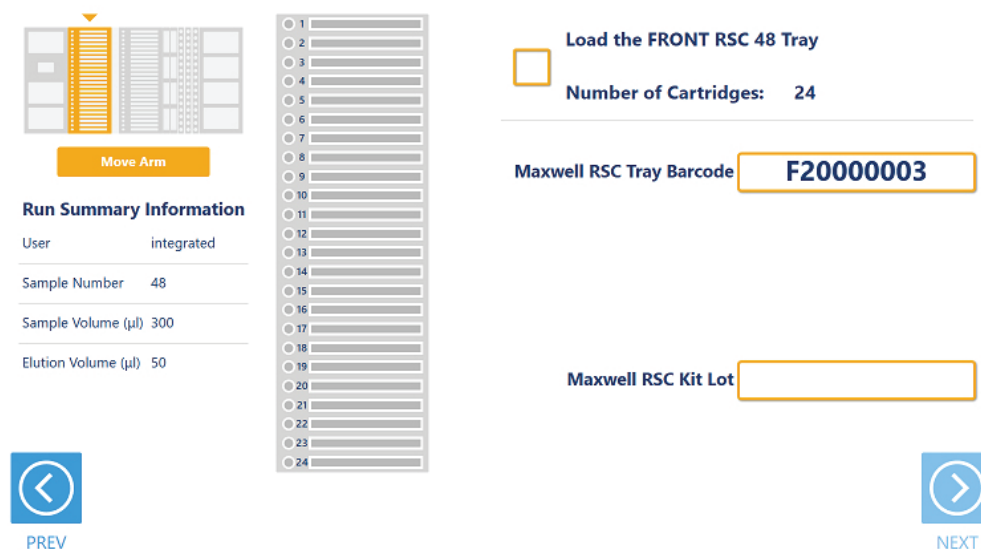 Move Arm
Run Summary Information
User integrated
Sample Number 48
Sample Volume (µl) 300
Elution Volume (µl) 50
PREV
1
2
3
4
5
6
7
8
9
10
11
12
13
14
15
16
17
18
19
20
21
22
23
24
Load the FRONT RSC 48 Tray
Number of Cartridges: 24
Maxwell RSC Tray Barcode F20000003
Maxwell RSC Kit Lot
NEXT